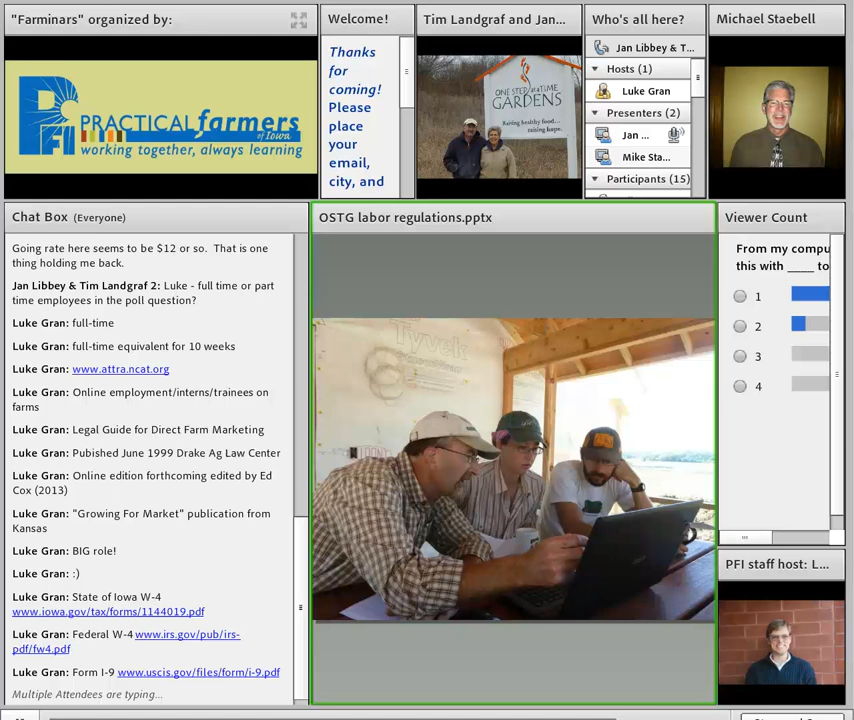 "Farminars" organized by:
PRACTICAL farmers
of Iowa
working together, always learning
Welcome!
Thanks
for
coming!
Please
place
your
email,
city, and
Tim Landgraf and Jan...
ONE STEP at a TIME
GARDENS
Raising healthy food...
raising hope.
Who's all here?
Jan Libbey & T...
Hosts (1)
Luke Gran
Presenters (2)
Jan ...
Mike Sta...
Participants (15)
Michael Staebell
Chat Box (Everyone)
Going rate here seems to be $12 or so. That is one
thing holding me back.
Jan Libbey & Tim Landgraf 2: Luke - full time or part
time employees in the poll question?
Luke Gran: full-time
Luke Gran: full-time equivalent for 10 weeks
Luke Gran: www.attra.ncat.org
Luke Gran: Online employment/interns/trainees on
farms
Luke Gran: Legal Guide for Direct Farm Marketing
Luke Gran: Pubished June 1999 Drake Ag Law Center
Luke Gran: Online edition forthcoming edited by Ed
Cox (2013)
Luke Gran: "Growing For Market" publication from
Kansas
Luke Gran: BIG role!
Luke Gran: :)
Luke Gran: State of Iowa W-4
www.iowa.gov/tax/forms/1144019.pdf
Luke Gran: Federal W-4 www.irs.gov/pub/irs-
pdf/fw4.pdf
Luke Gran: Form I-9 www.uscis.gov/files/form/i-9.pdf
Multiple Attendees are typing...
OSTG labor regulations.pptx
Tyvek
Viewer Count
From my compu
this with ____ to
1
2
3
4
PFI staff host: L...